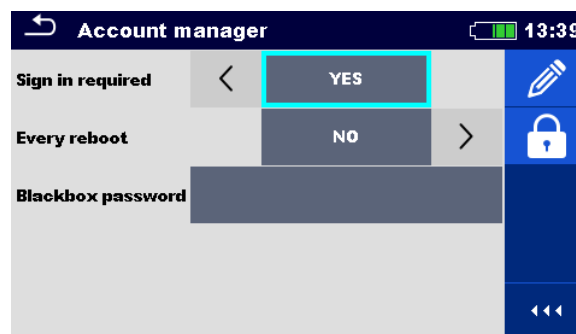 Account manager 13:39
Sign in required YES
Every reboot NO
Blackbox password